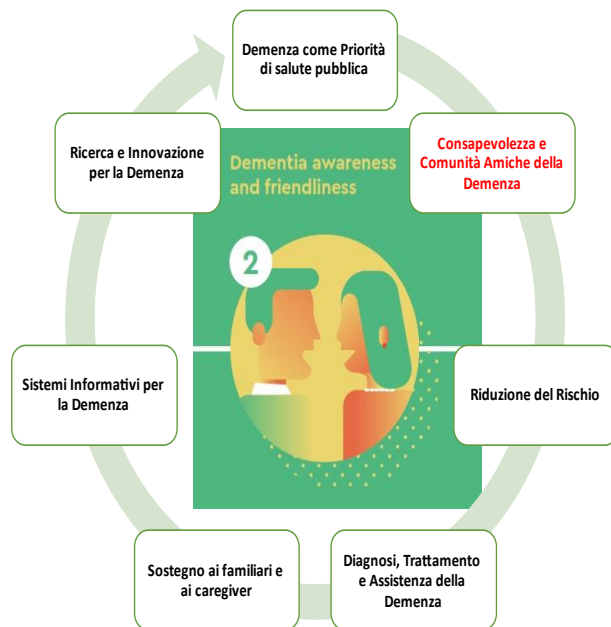 Demenza come Priorità
di salute pubblica
Consapevolezza e
Comunità Amiche della
Demenza
Riduzione del Rischio
Diagnosi, Trattamento
e Assistenza della
Demenza
Sostegno ai familiari e
ai caregiver
Sistemi Informativi per
la Demenza
Ricerca e Innovazione
per la Demenza
Dementia awareness
and friendliness
2